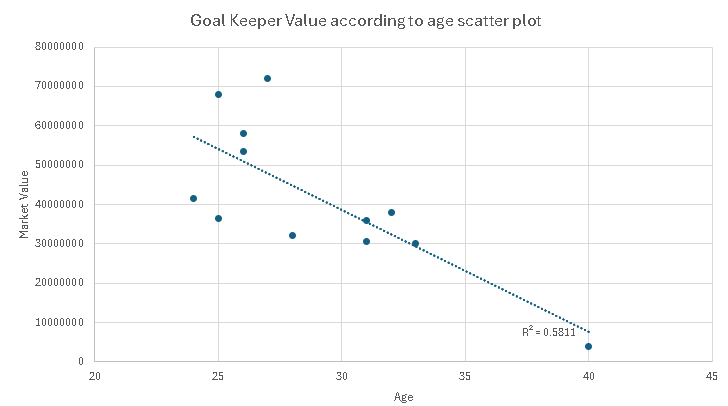 Goal Keeper Value according to age scatter plot
80000000
70000000
60000000
50000000
40000000
30000000
20000000
10000000
0
Market Value
R² = 0.5811
20 25 30 35 40 45
Age